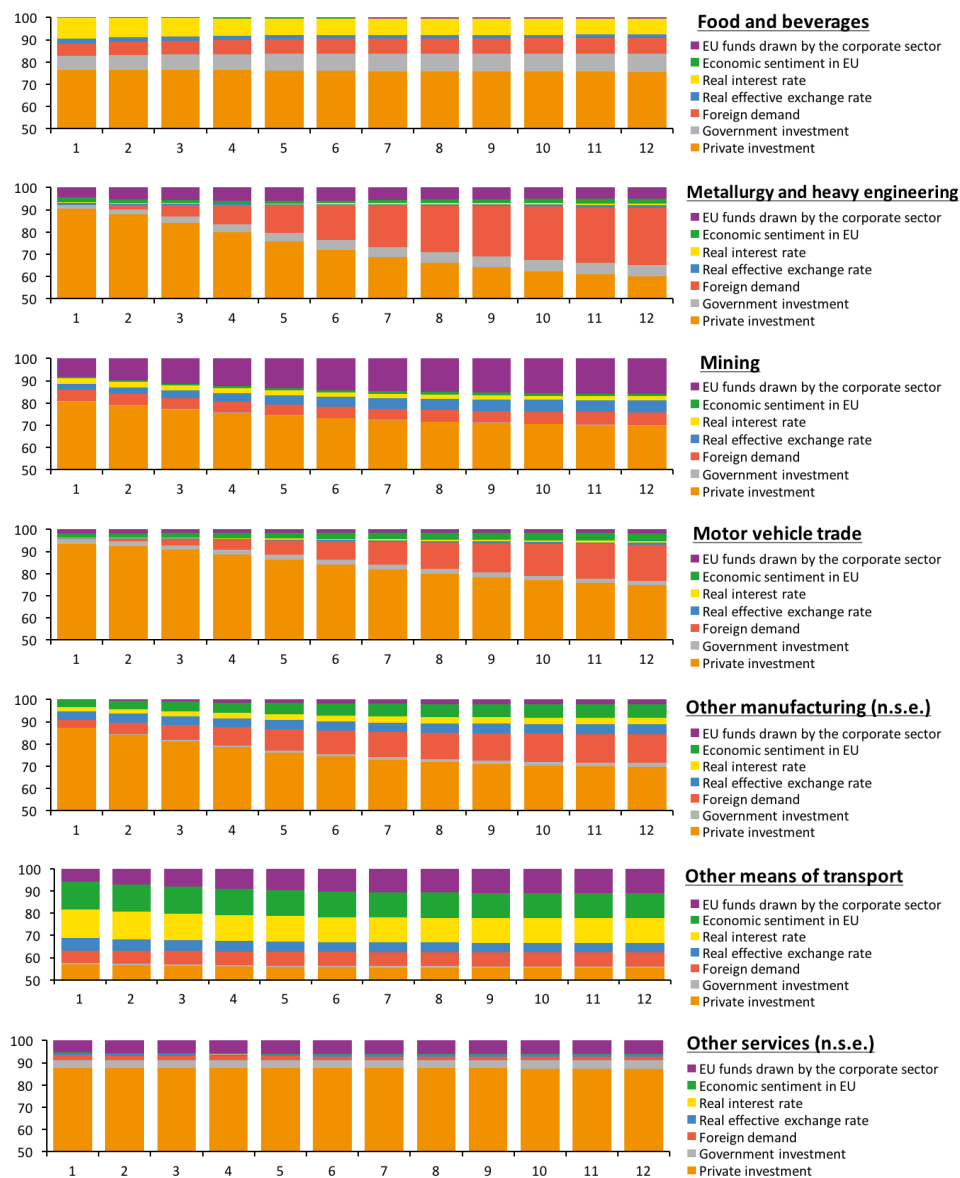 Food and beverages
100
90
80
70
60
50
1 2 3 4 5 6 7 8 9 10 11 12
EU funds drawn by the corporate sector
Economic sentiment in EU
Real interest rate
Real effective exchange rate
Foreign demand
Government investment
Private investment
Metallurgy and heavy engineering
100
90
80
70
60
50
1 2 3 4 5 6 7 8 9 10 11 12
EU funds drawn by the corporate sector
Economic sentiment in EU
Real interest rate
Real effective exchange rate
Foreign demand
Government investment
Private investment
Mining
100
90
80
70
60
50
1 2 3 4 5 6 7 8 9 10 11 12
EU funds drawn by the corporate sector
Economic sentiment in EU
Real interest rate
Real effective exchange rate
Foreign demand
Government investment
Private investment
Motor vehicle trade
100
90
80
70
60
50
1 2 3 4 5 6 7 8 9 10 11 12
EU funds drawn by the corporate sector
Economic sentiment in EU
Real interest rate
Real effective exchange rate
Foreign demand
Government investment
Private investment
Other manufacturing (n.s.e.)
100
90
80
70
60
50
1 2 3 4 5 6 7 8 9 10 11 12
EU funds drawn by the corporate sector
Economic sentiment in EU
Real interest rate
Real effective exchange rate
Foreign demand
Government investment
Private investment
Other means of transport
100
90
80
70
60
50
1 2 3 4 5 6 7 8 9 10 11 12
EU funds drawn by the corporate sector
Economic sentiment in EU
Real interest rate
Real effective exchange rate
Foreign demand
Government investment
Private investment
Other services (n.s.e.)
100
90
80
70
60
50
1 2 3 4 5 6 7 8 9 10 11 12
EU funds drawn by the corporate sector
Economic sentiment in EU
Real interest rate
Real effective exchange rate
Foreign demand
Government investment
Private investment